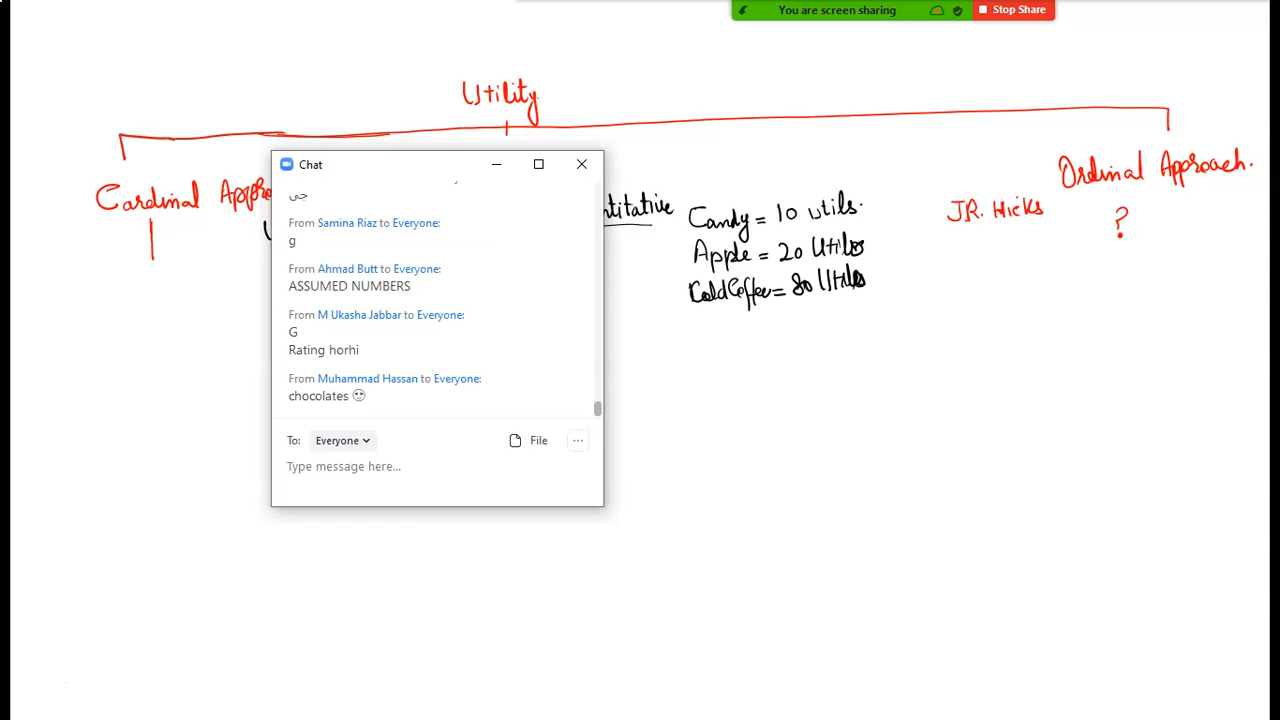 You are screen sharing
Stop Share
Utility
Cardinal Appro
ntitative
Candy = 10 utils.
Apple = 20 Utils
ColdCoffee = 80 Utils
J.R. Hicks
Ordinal Approach.
?
Chat
جی
From Samina Riaz to Everyone:
g
From Ahmad Butt to Everyone:
ASSUMED NUMBERS
From M Ukasha Jabbar to Everyone:
G
Rating horhi
From Muhammad Hassan to Everyone:
chocolates 🥺
To: Everyone
File
Type message here...